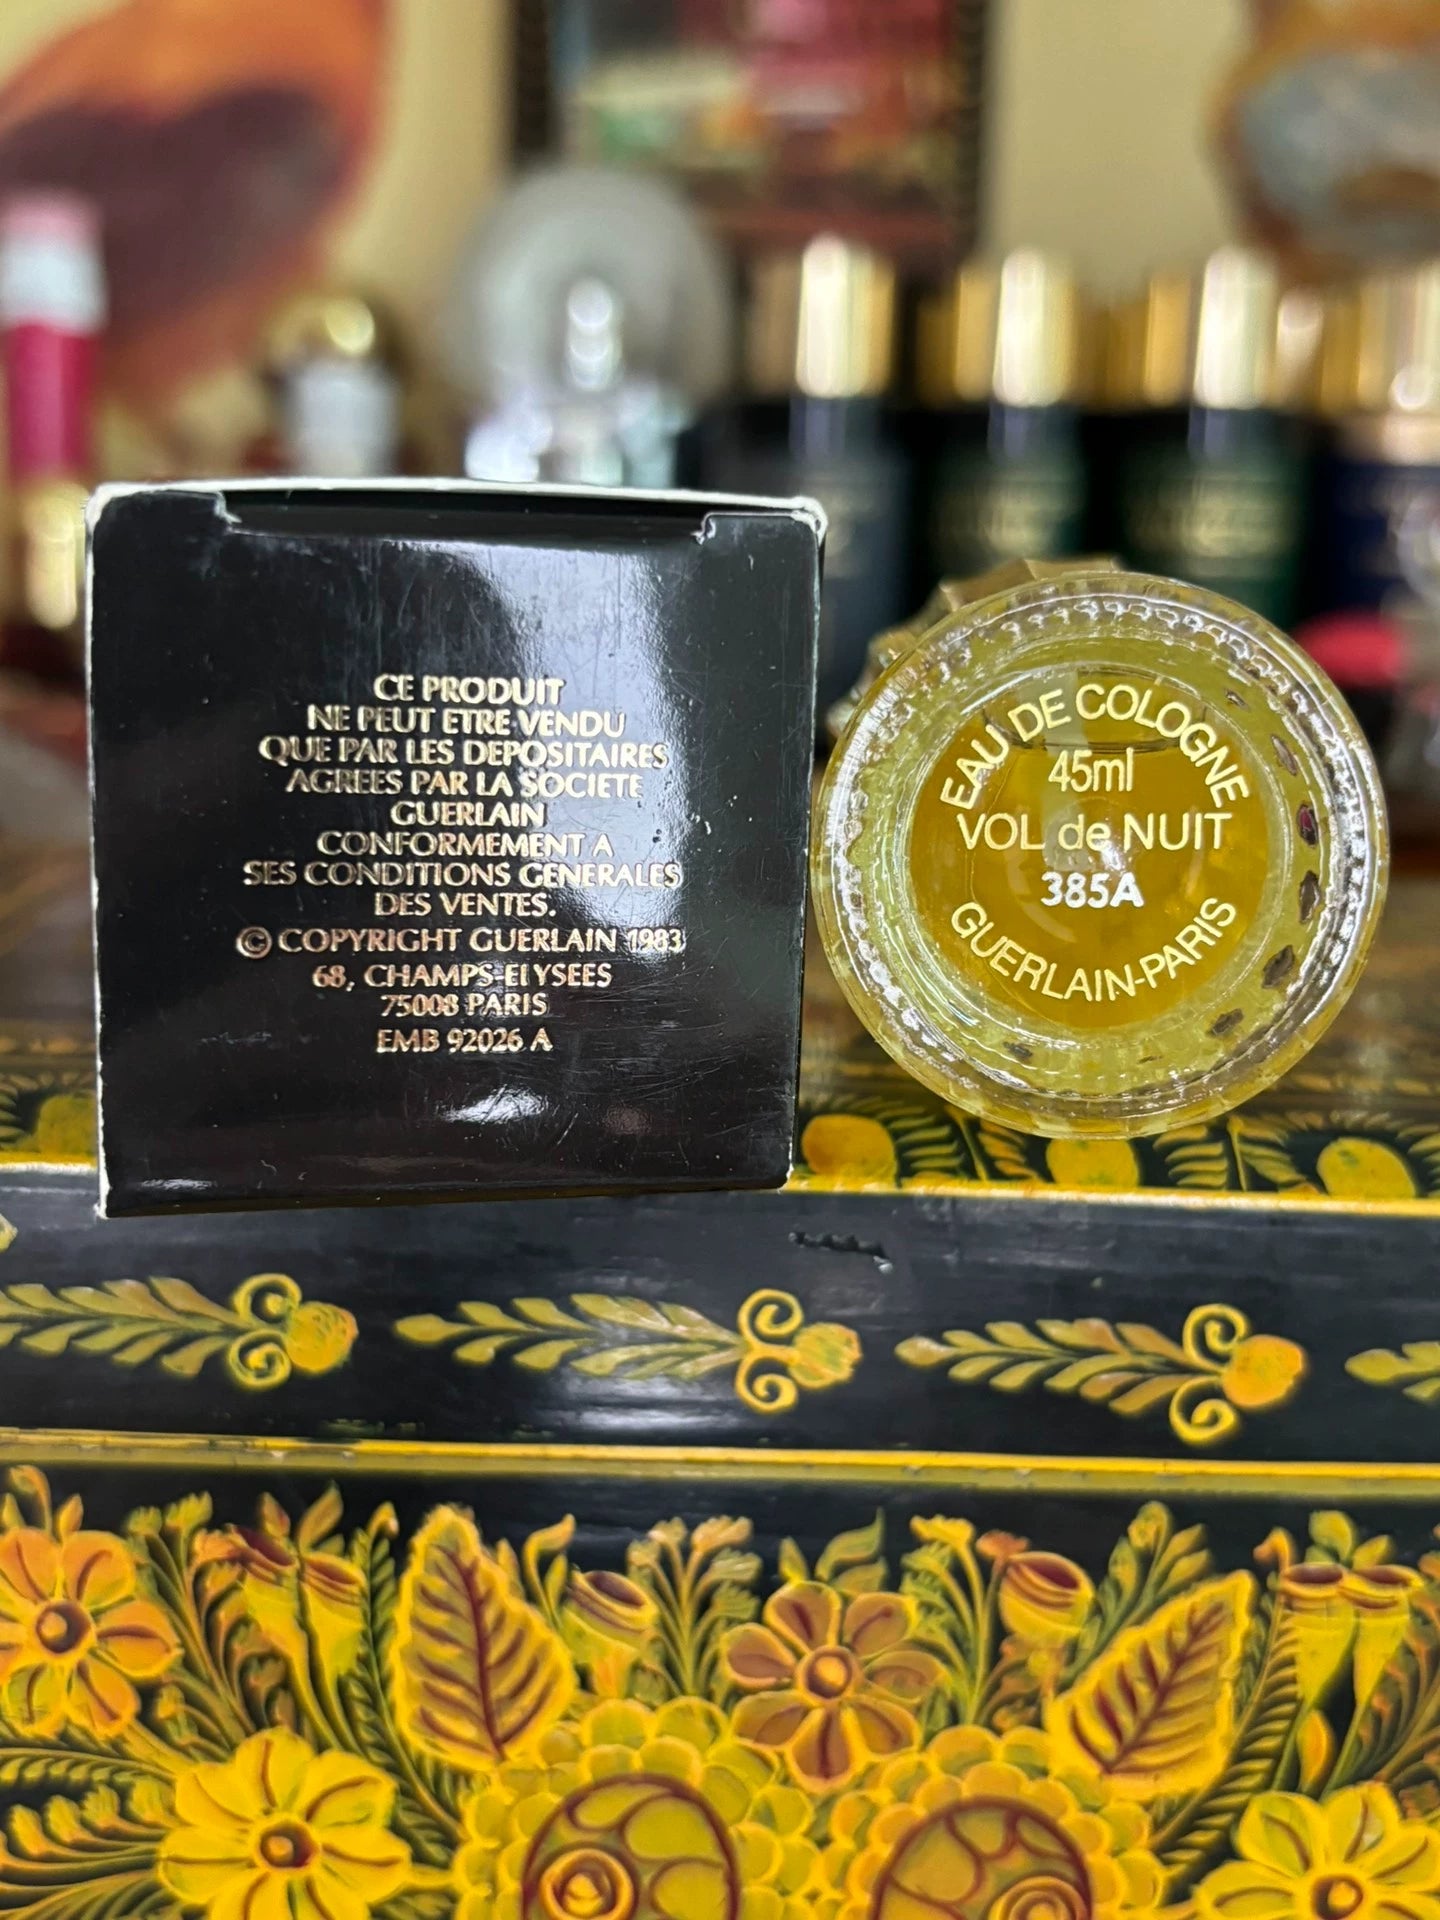 CE PRODUIT
NE PEUT ETRE VENDU
QUE PAR LES DEPOSITAIRES
AGREES PAR LA SOCIETE
GUERLAIN
CONFORMEMENT A
SES CONDITIONS GENERALES
DES VENTES.
© COPYRIGHT GUERLAIN 1983
68, CHAMPS-ELYSEES
75008 PARIS
EMB 92026 A
EAU DE COLOGNE
45ml
VOL de NUIT
385A
GUERLAIN-PARIS